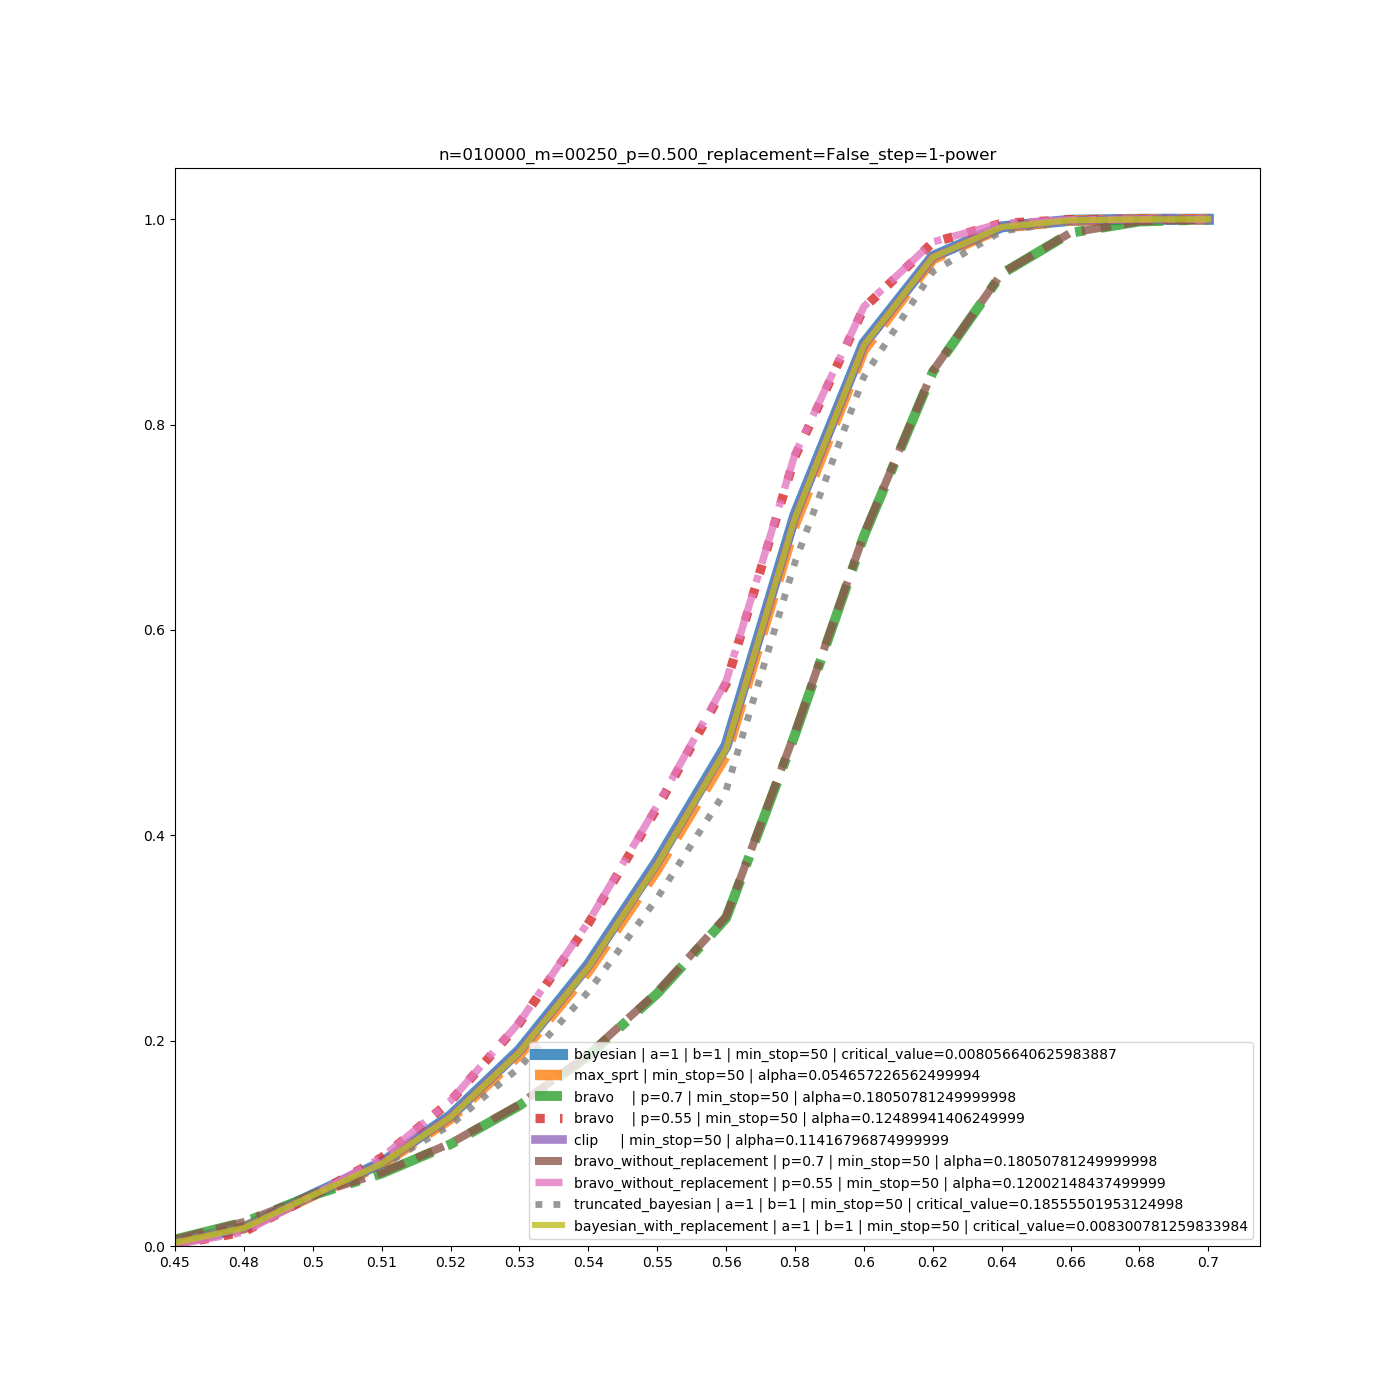 n=010000_m=00250_p=0.500_replacement=False_step=1-power
1.0
0.8
0.6
0.4
0.2
0.0
bayesian | a=1 | b=1 | min_stop=50 | critical_value=0.008056640625983887
max_sprt | min_stop=50 | alpha=0.054657226562499994
bravo | p=0.7 | min_stop=50 | alpha=0.18050781249999998
bravo | p=0.55 | min_stop=50 | alpha=0.12489941406249999
clip | min_stop=50 | alpha=0.11416796874999999
bravo_without_replacement | p=0.7 | min_stop=50 | alpha=0.18050781249999998
bravo_without_replacement | p=0.55 | min_stop=50 | alpha=0.12002148437499999
truncated_bayesian | a=1 | b=1 | min_stop=50 | critical_value=0.18555501953124998
bayesian_with_replacement | a=1 | b=1 | min_stop=50 | critical_value=0.008300781259833984
0.45 0.48 0.5 0.51 0.52 0.53 0.54 0.55 0.56 0.58 0.6 0.62 0.64 0.66 0.68 0.7